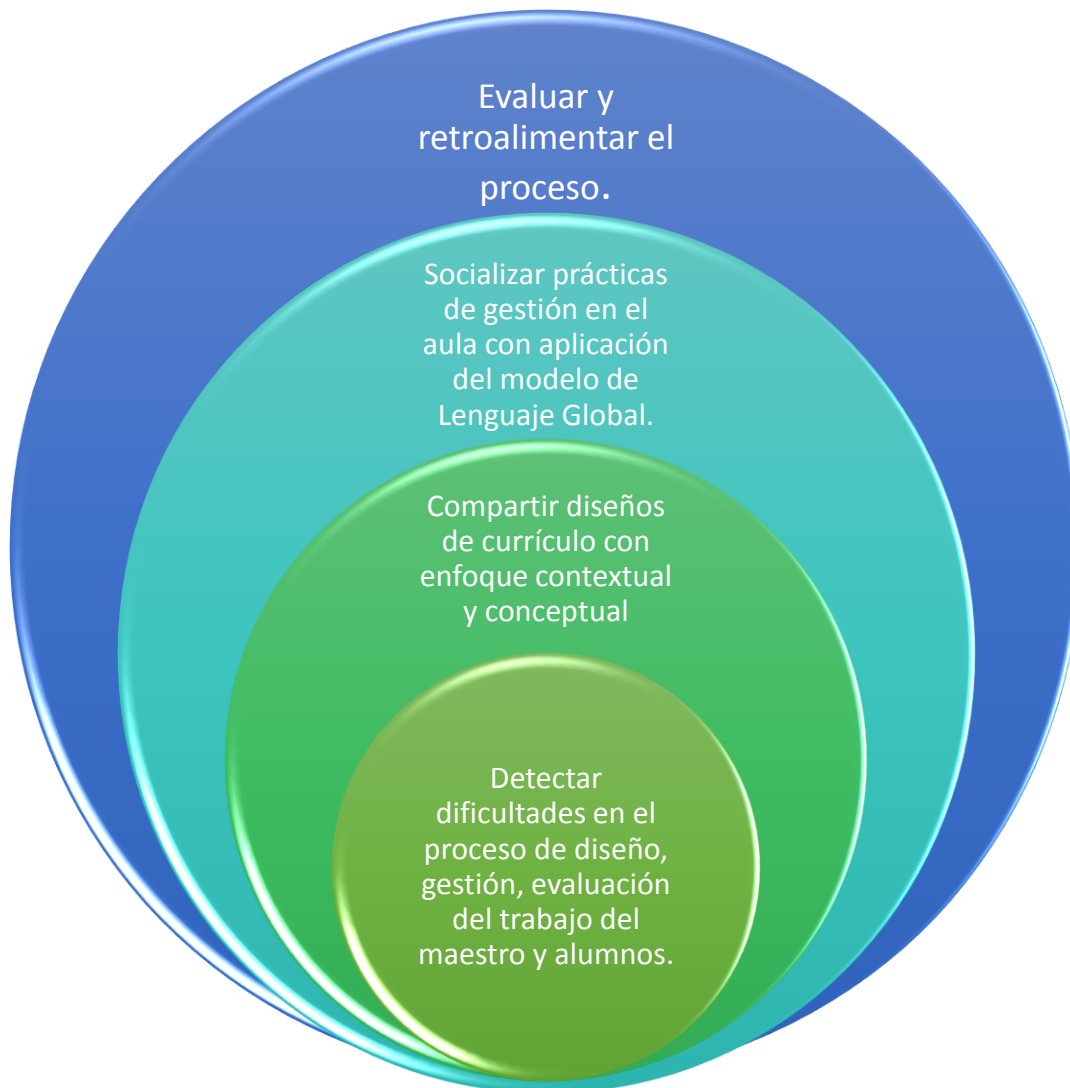 Evaluar y
retroalimentar el
proceso.
Socializar prácticas
de gestión en el
aula con aplicación
del modelo de
Lenguaje Global.
Compartir diseños
de currículo con
enfoque contextual
y conceptual
Detectar
dificultades en el
proceso de diseño,
gestión, evaluación
del trabajo del
maestro y alumnos.